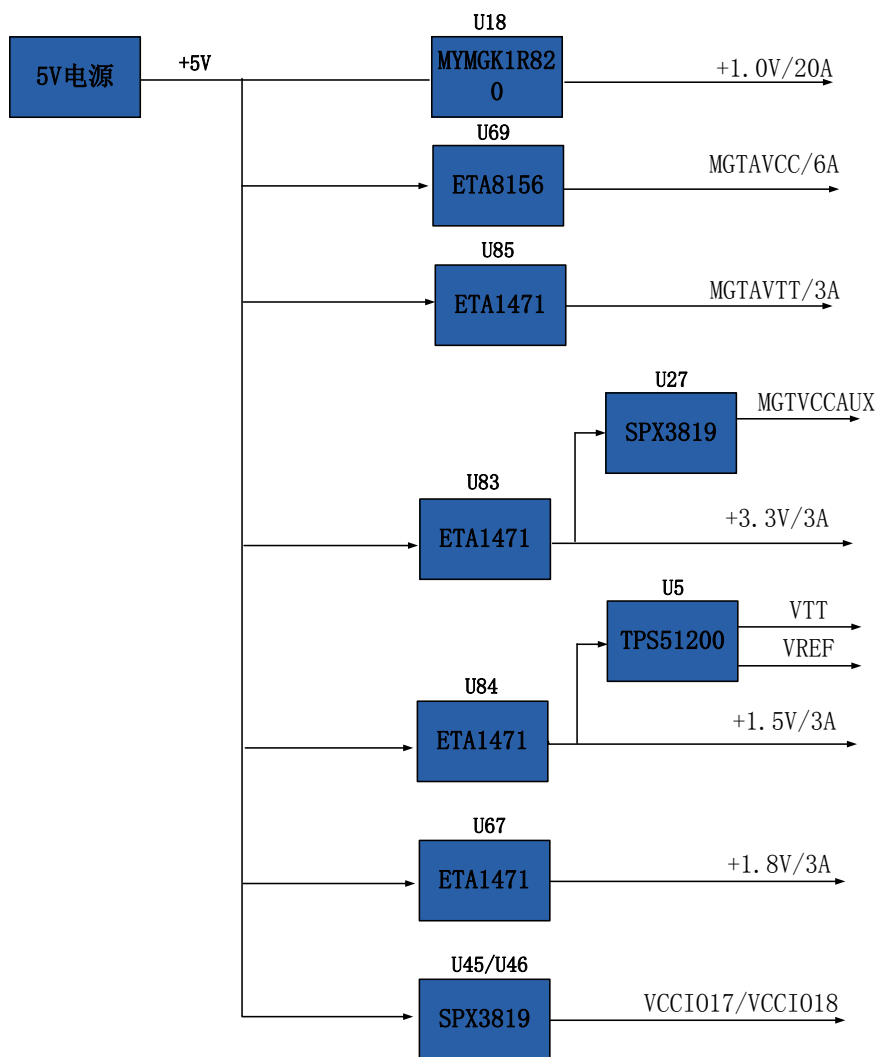 U18
5V电源
+5V
MYMGK1R82
0
+1.0V/20A
U69
ETA8156
MGTAVCC/6A
U85
ETA1471
MGTAVTT/3A
U27
SPX3819
MGTVCCAUX
U83
ETA1471
+3.3V/3A
U5
TPS51200
VTT
VREF
U84
ETA1471
+1.5V/3A
U67
ETA1471
+1.8V/3A
U45/U46
SPX3819
VCCIO17/VCCIO18